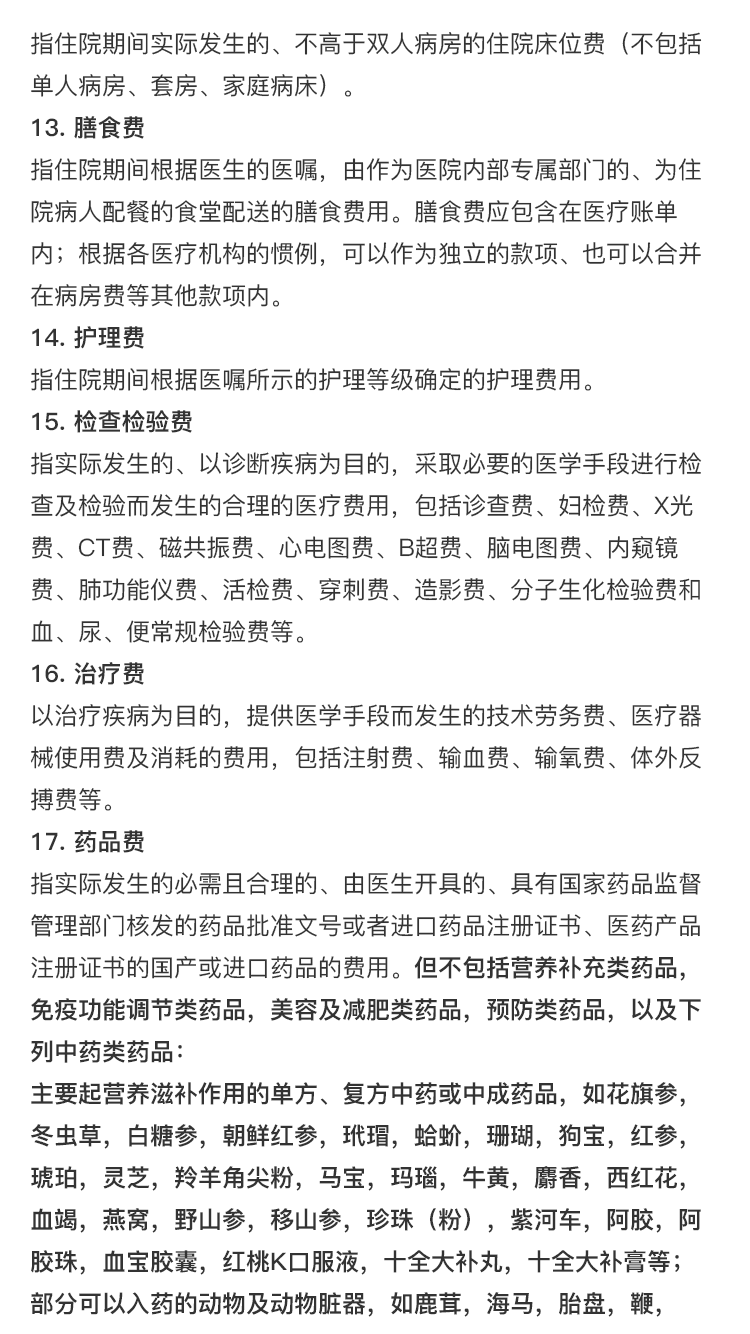 指住院期间实际发生的、不高于双人病房的住院床位费（不包括
单人病房、套房、家庭病床）。
13. 膳食费
指住院期间根据医生的医嘱，由作为医院内部专属部门的、为住
院病人配餐的食堂配送的膳食费用。膳食费应包含在医疗账单
内；根据各医疗机构的惯例，可以作为独立的款项、也可以合并
在病房费等其他款项内。
14. 护理费
指住院期间根据医嘱所示的护理等级确定的护理费用。
15. 检查检验费
指实际发生的、以诊断疾病为目的，采取必要的医学手段进行检
查及检验而发生的合理的医疗费用，包括诊查费、妇检费、X光
费、CT费、磁共振费、心电图费、B超费、脑电图费、内窥镜
费、肺功能仪费、活检费、穿刺费、造影费、分子生化检验费和
血、尿、便常规检验费等。
16. 治疗费
以治疗疾病为目的，提供医学手段而发生的技术劳务费、医疗器
械使用费及消耗的费用，包括注射费、输血费、输氧费、体外反
搏费等。
17. 药品费
指实际发生的必需且合理的、由医生开具的、具有国家药品监督
管理部门核发的药品批准文号或者进口药品注册证书、医药产品
注册证书的国产或进口药品的费用。但不包括营养补充类药品，
免疫功能调节类药品，美容及减肥类药品，预防类药品，以及下
列中药类药品：
主要起营养滋补作用的单方、复方中药或中成药品，如花旗参，
冬虫草，白糖参，朝鲜红参，玳瑁，蛤蚧，珊瑚，狗宝，红参，
琥珀，灵芝，羚羊角尖粉，马宝，玛瑙，牛黄，麝香，西红花，
血竭，燕窝，野山参，移山参，珍珠（粉），紫河车，阿胶，阿
胶珠，血宝胶囊，红桃K口服液，十全大补丸，十全大补膏等；
部分可以入药的动物及动物脏器，如鹿茸，海马，胎盘，鞭，